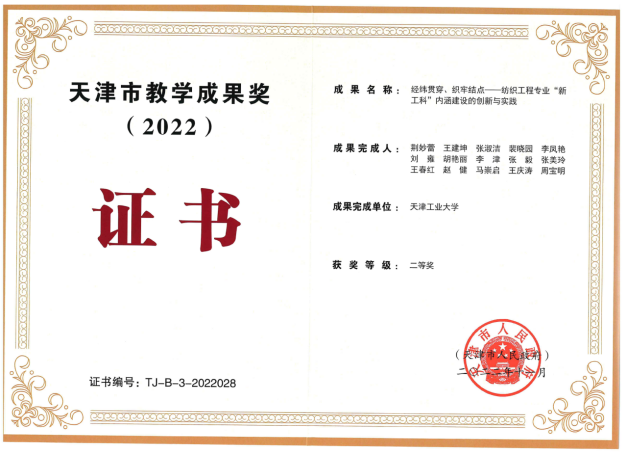 天津市教学成果奖
（2022）
证书
证书编号：TJ-B-3-2022028
成果名称：经纬贯穿、织牢结点——纺织工程专业“新
工科”内涵建设的创新与实践
成果完成人：荆妙蕾 王建坤 张淑洁 裴晓园 李凤艳
刘雍 胡艳丽 李津 张毅 张美玲
王春红 赵健 马崇启 王庆涛 周宝明
成果完成单位：天津工业大学
获奖等级：二等奖
天津市人民政府
（天津市人民政府）
二〇二二年十一月